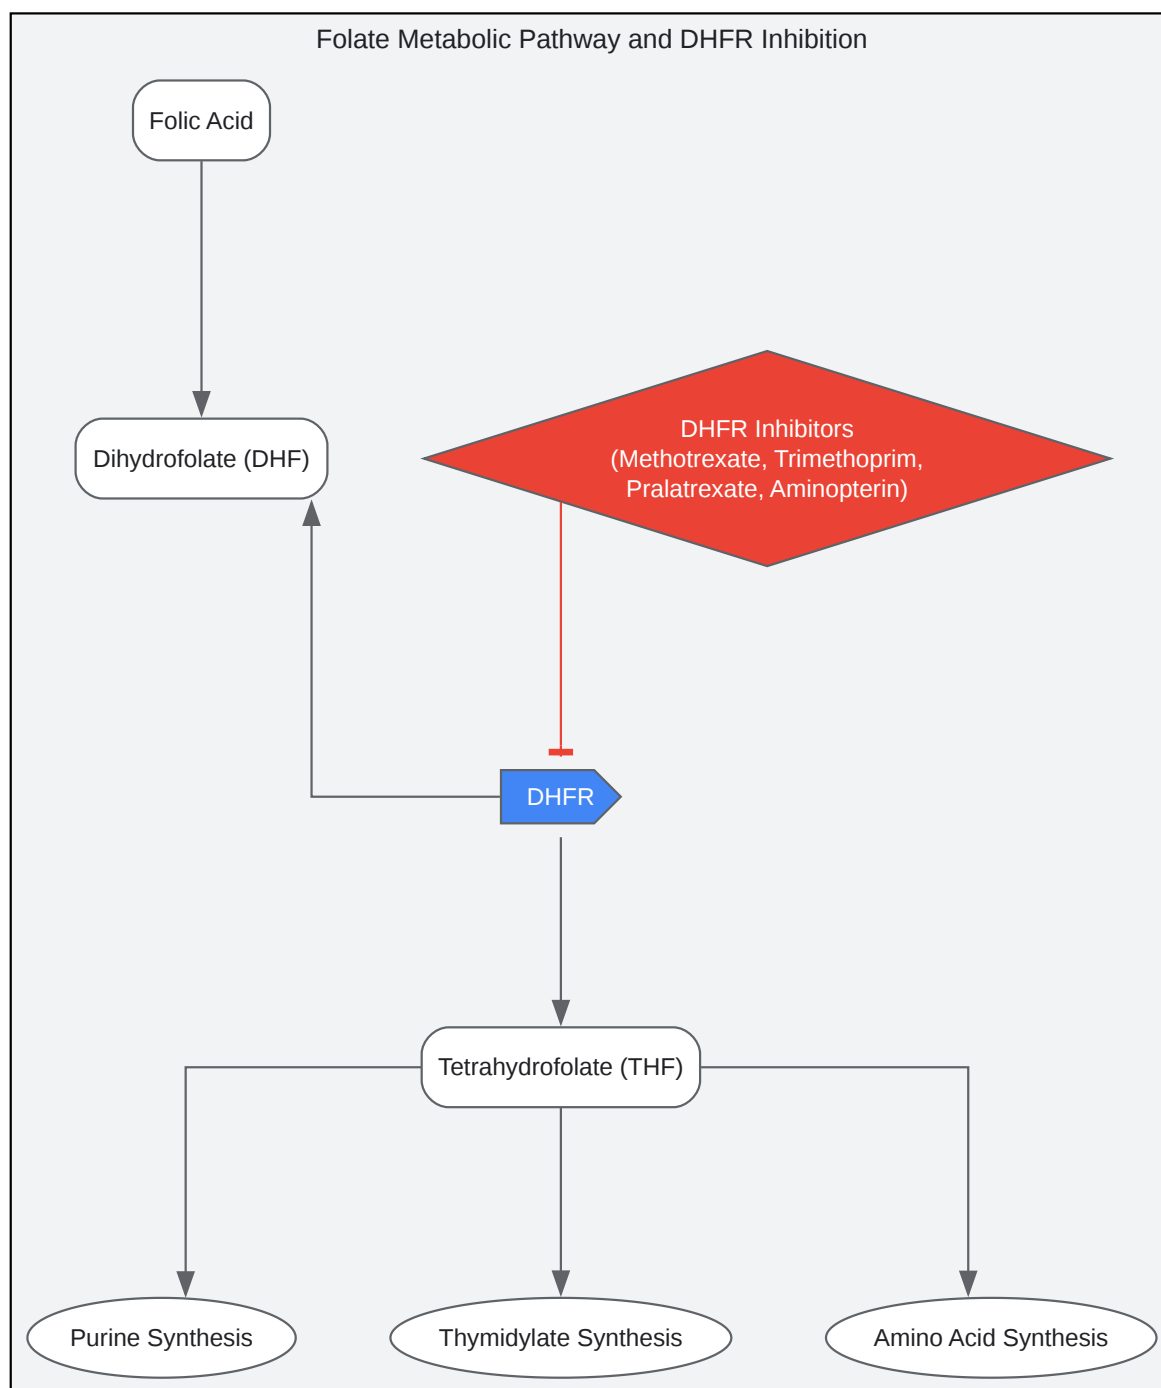 Folate Metabolic Pathway and DHFR Inhibition
Folic Acid
Dihydrofolate (DHF)
DHFR Inhibitors
(Methotrexate, Trimethoprim,
Pralatrexate, Aminopterin)
DHFR
Tetrahydrofolate (THF)
Purine Synthesis
Thymidylate Synthesis
Amino Acid Synthesis